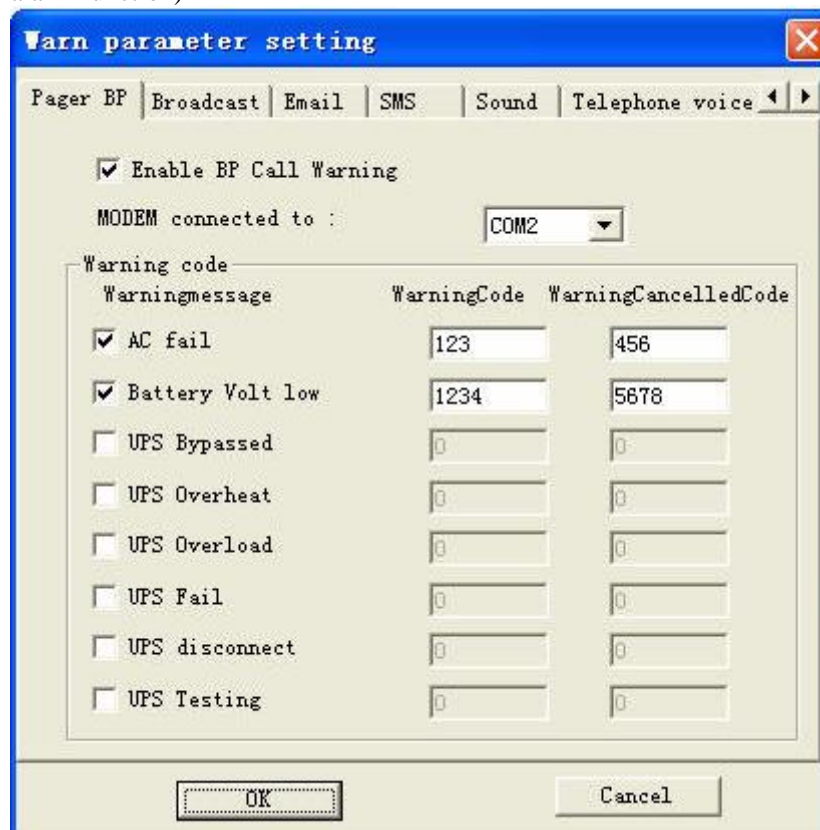 Warn parameter setting
Pager BP Broadcast Email SMS Sound Telephone voice
Enable BP Call Warning
MODEM connected to : COM2
Warning code
Warningmessage WarningCode WarningCancelledCode
AC fail 123 456
Battery Volt low 1234 5678
UPS Bypassed 0 0
UPS Overheat 0 0
UPS Overload 0 0
UPS Fail 0 0
UPS disconnect 0 0
UPS Testing 0 0
OK Cancel